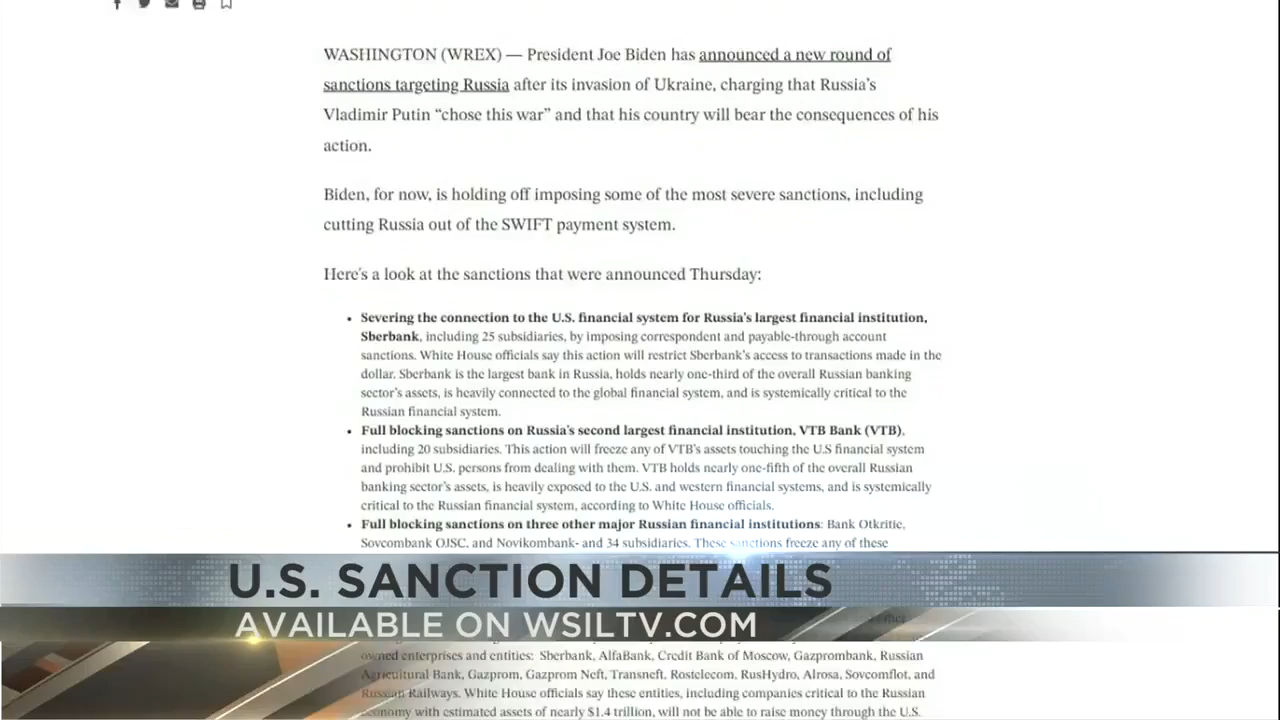 WASHINGTON (WREX) — President Joe Biden has announced a new round of
sanctions targeting Russia after its invasion of Ukraine, charging that Russia's
Vladimir Putin “chose this war” and that his country will bear the consequences of his
action.
Biden, for now, is holding off imposing some of the most severe sanctions, including
cutting Russia out of the SWIFT payment system.
Here's a look at the sanctions that were announced Thursday:
• Severing the connection to the U.S. financial system for Russia's largest financial institution,
Sberbank, including 25 subsidiaries, by imposing correspondent and payable-through account
sanctions. White House officials say this action will restrict Sberbank's access to transactions made in the
dollar. Sberbank is the largest bank in Russia, holds nearly one-third of the overall Russian banking
sector's assets, is heavily connected to the global financial system, and is systemically critical to the
Russian financial system.
• Full blocking sanctions on Russia's second largest financial institution, VTB Bank (VTB),
including 20 subsidiaries. This action will freeze any of VTB's assets touching the U.S financial system
and prohibit U.S. persons from dealing with them. VTB holds nearly one-fifth of the overall Russian
banking sector's assets, is heavily exposed to the U.S. and western financial systems, and is systemically
critical to the Russian financial system, according to White House officials.
• Full blocking sanctions on three other major Russian financial institutions: Bank Otkritie,
Sovcombank OJSC, and Novikombank- and 34 subsidiaries. These sanctions freeze any of these
U.S. SANCTION DETAILS
AVAILABLE ON WSILTV.COM
owned enterprises and entities: Sberbank, AlfaBank, Credit Bank of Moscow, Gazprombank, Russian
Agricultural Bank, Gazprom, Gazprom Neft, Transneft, Rostelecom, RusHydro, Alrosa, Sovcomflot, and
Russian Railways. White House officials say these entities, including companies critical to the Russian
economy with estimated assets of nearly $1.4 trillion, will not be able to raise money through the U.S.